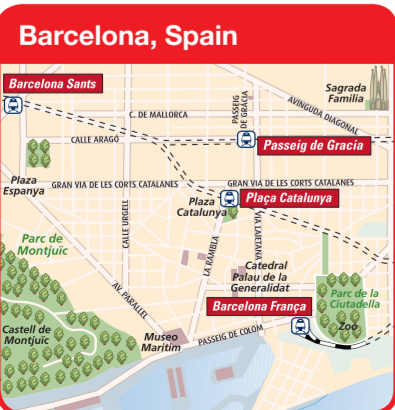 Barcelona, Spain
Barcelona Sants
Sagrada
Familia
C. DE MALLORCA
PASSEIG
DE GRÀCIA
AVINGUDA DIAGONAL
CALLE ARAGÓ
Passeig de Gracia
Plaza
Espanya
GRAN VIA DE LES CORTS CATALANES
GRAN VIA DE LES CORTS CATALANES
Plaça Catalunya
Plaza
Catalunya
CALLE URGELL
VIA LAIETANA
Parc de
Montjuïc
LA RAMBLA
Catedral
Palau de la
Generalidat
AV. PARALLEL
Parc de la
Ciutadella
Barcelona França
Zoo
Castell de
Montjuïc
Museo
Maritim
PASSEIG DE COLOM